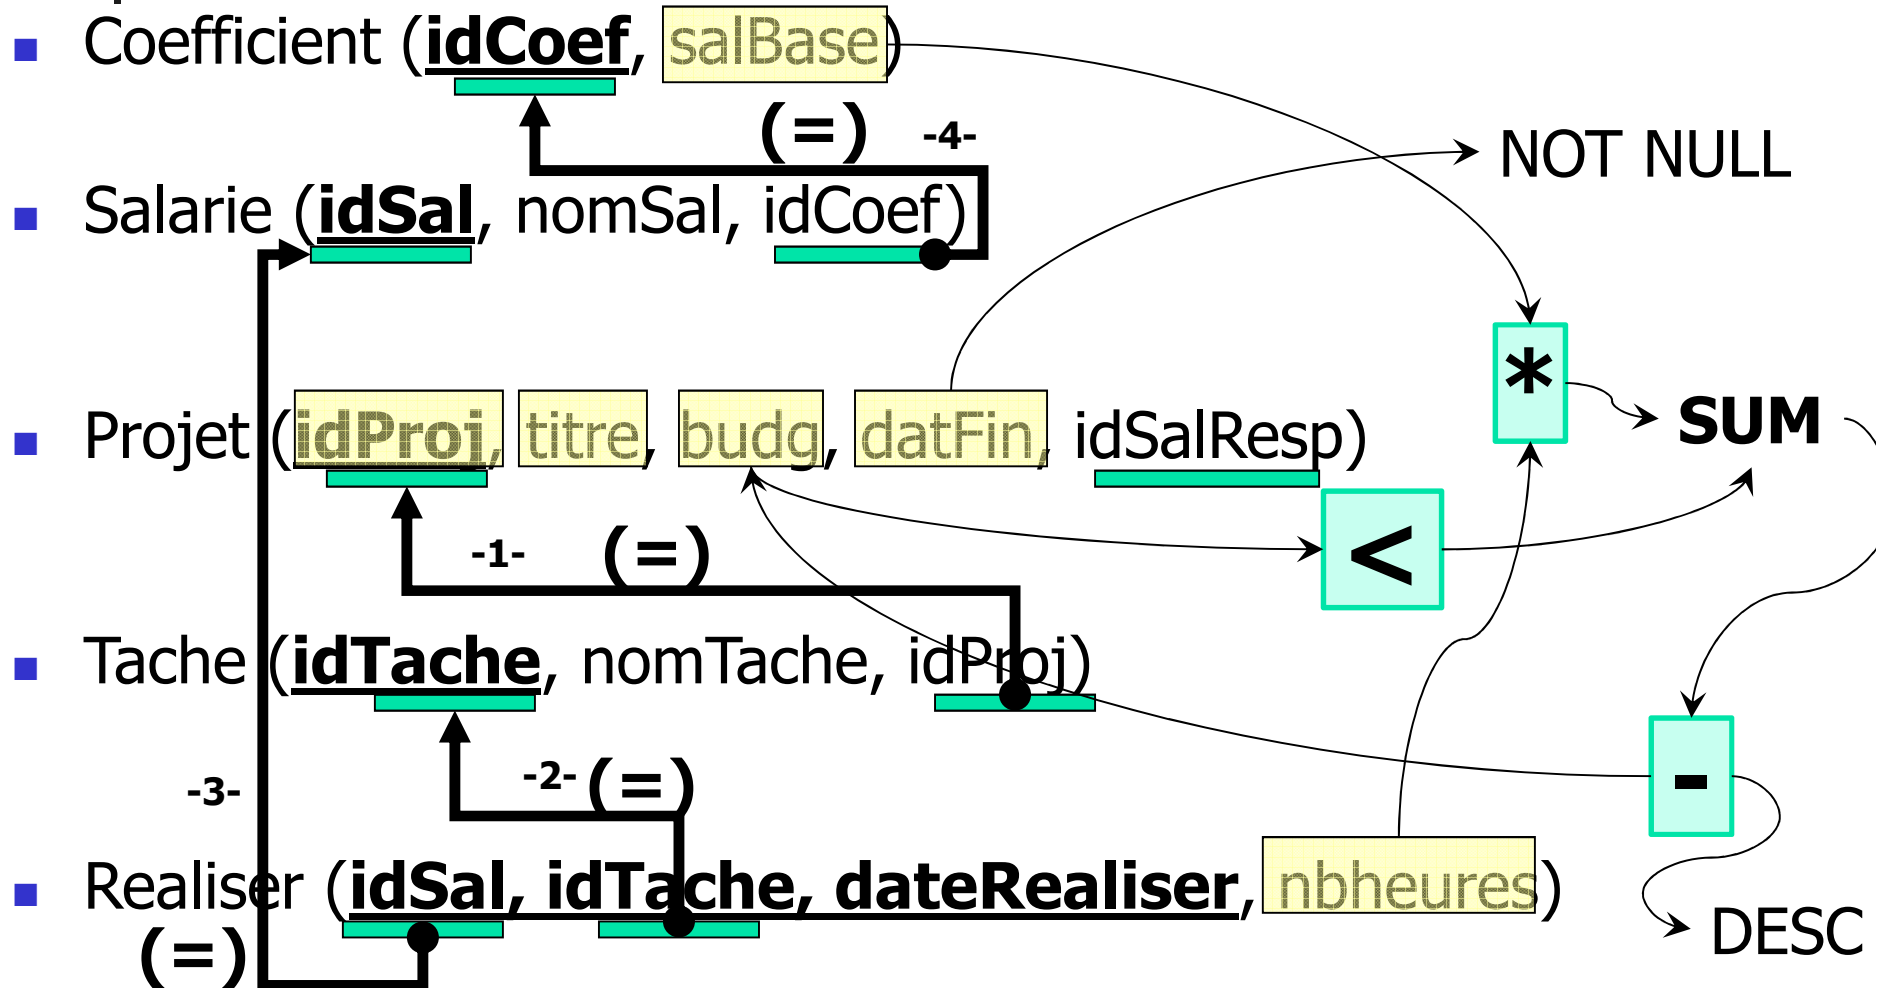 Coefficient (idCoef, salBase)
(=) -4-
NOT NULL
Salarie (idSal, nomSal, idCoef)
*
SUM
Projet (idProj, titre, budg, datFin, idSalResp)
-1- (=)
<
Tache (idTache, nomTache, idProj)
-2- (=)
-3-
-
Realiser (idSal, idTache, dateRealiser, nbheures)
DESC
(=)